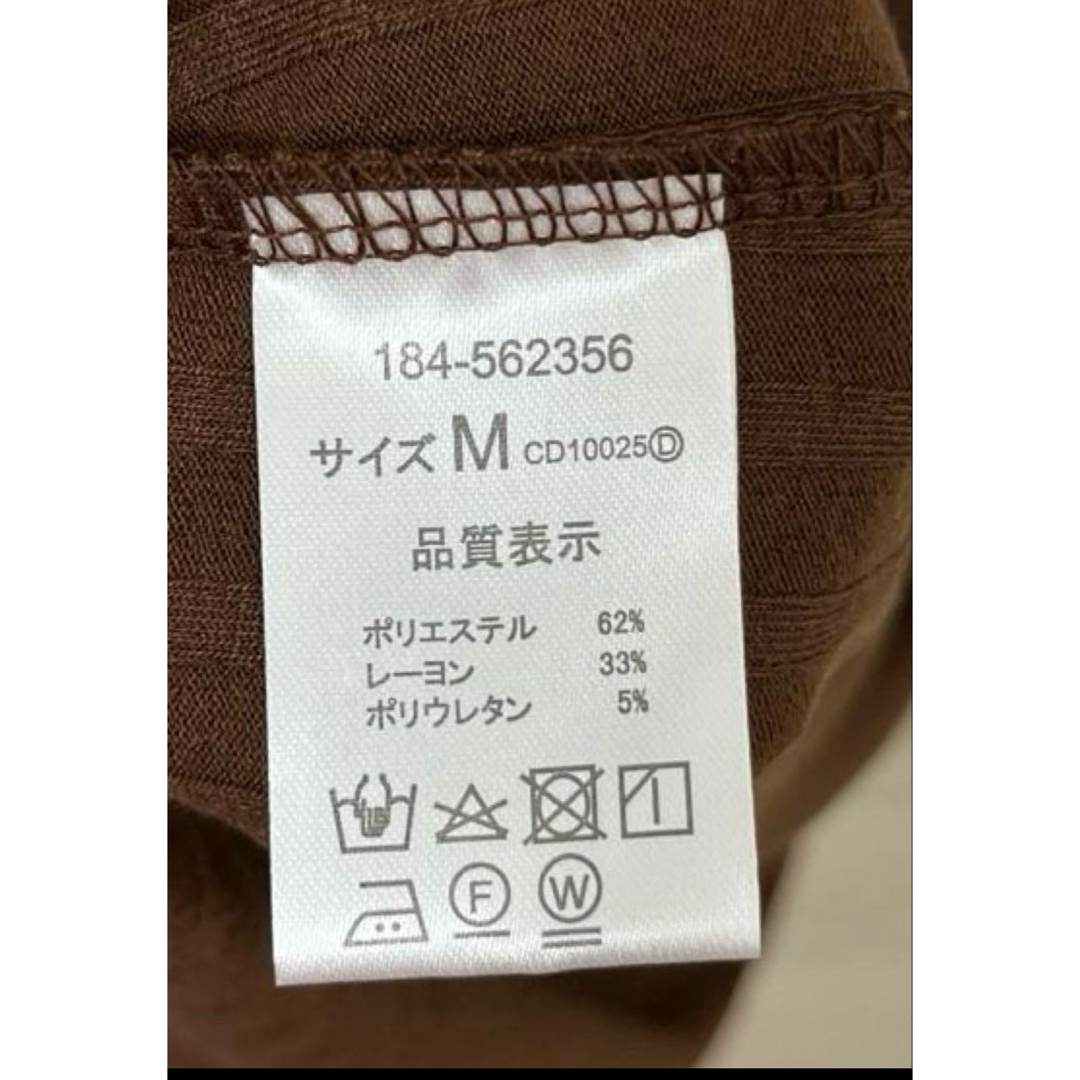 184-562356
サイズ M CD10025Ⓓ
品質表示
ポリエステル 62%
レーヨン 33%
ポリウレタン 5%
Ⓕ Ⓦ